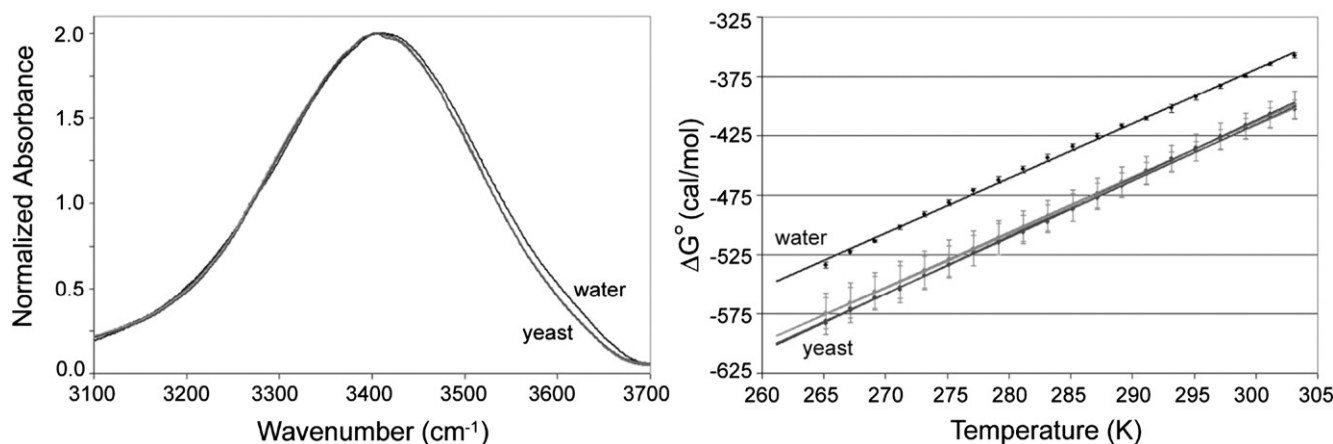 Normalized Absorbance
2.0
1.5
1.0
0.5
0.0
water
yeast
3100 3200 3300 3400 3500 3600 3700
Wavenumber (cm⁻¹)
ΔG° (cal/mol)
-325
-375
-425
-475
-525
-575
-625
water
yeast
260 265 270 275 280 285 290 295 300 305
Temperature (K)